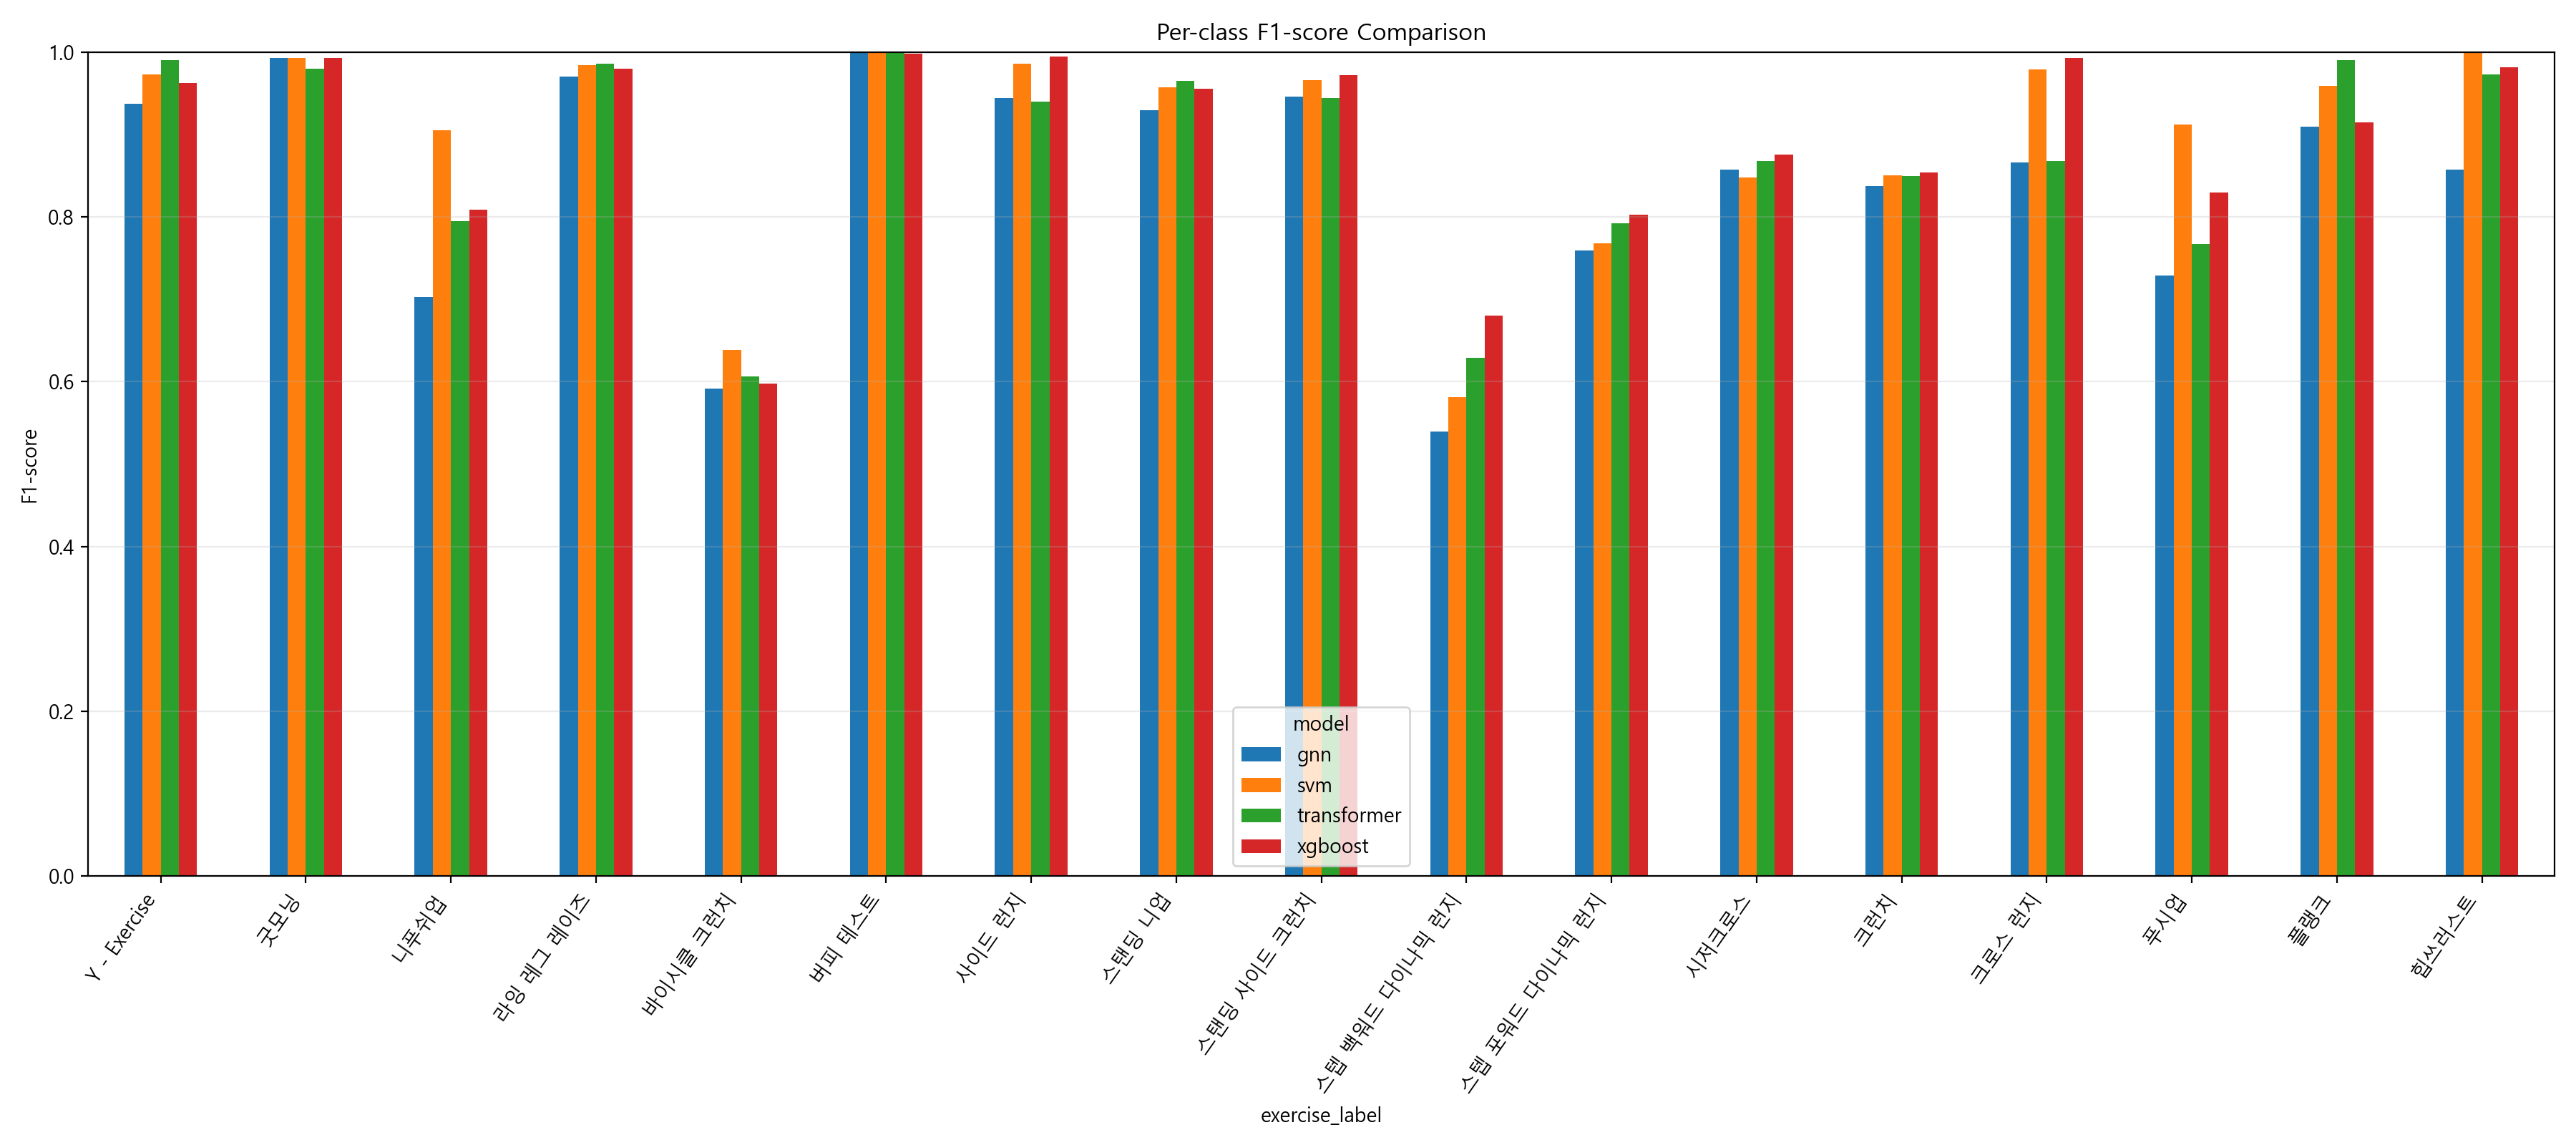 Per-class F1-score Comparison
F1-score
1.0
0.8
0.6
0.4
0.2
0.0
model
gnn
svm
transformer
xgboost
Y - Exercise
굿모닝
니푸쉬업
라잉 레그 레이즈
바이시클 크런치
버피 테스트
사이드 런지
스탠딩 니업
스탠딩 사이드 크런치
스텝 백워드 다이나믹 런지
스텝 포워드 다이나믹 런지
시저크로스
크런치
크로스 런지
푸시업
플랭크
힙쓰러스트
exercise_label